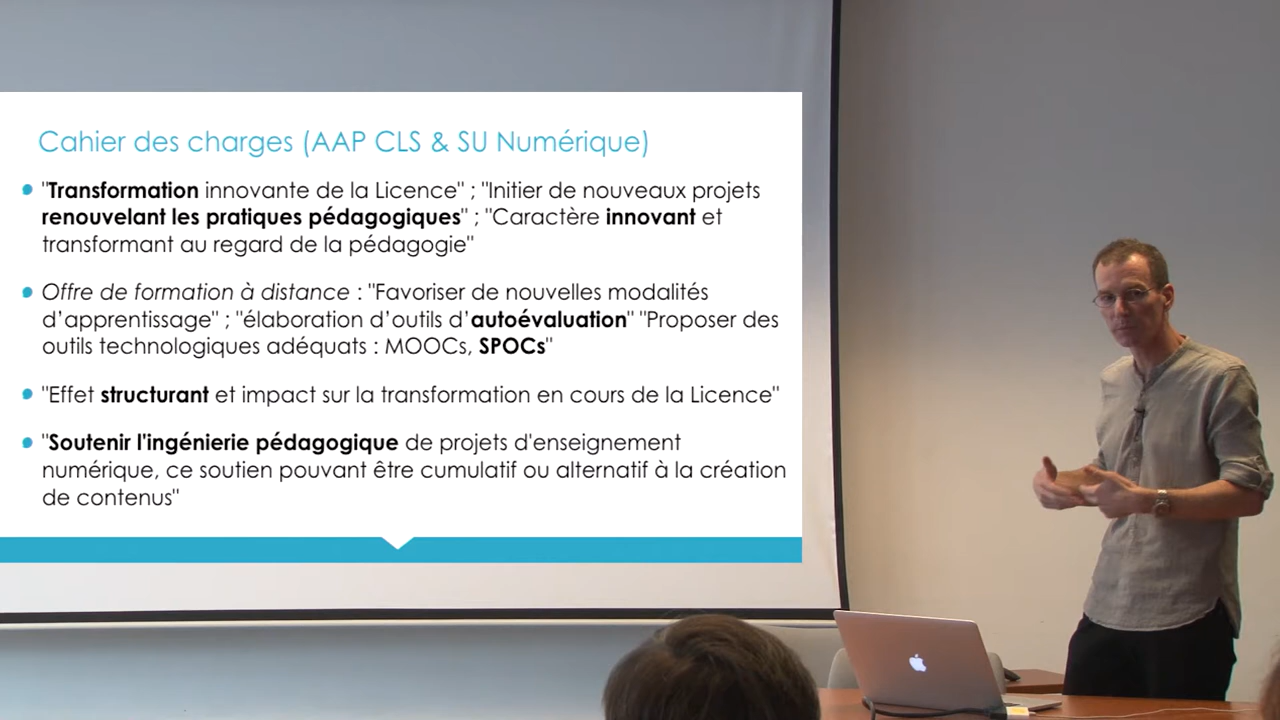 Cahier des charges (AAP CLS & SU Numérique)
"Transformation innovante de la Licence" ; "Initier de nouveaux projets
renouvelant les pratiques pédagogiques" ; "Caractère innovant et
transformant au regard de la pédagogie"
Offre de formation à distance : "Favoriser de nouvelles modalités
d’apprentissage" ; "élaboration d’outils d’autoévaluation" "Proposer des
outils technologiques adéquats : MOOCs, SPOCs"
"Effet structurant et impact sur la transformation en cours de la Licence"
"Soutenir l'ingénierie pédagogique de projets d'enseignement
numérique, ce soutien pouvant être cumulatif ou alternatif à la création
de contenus"